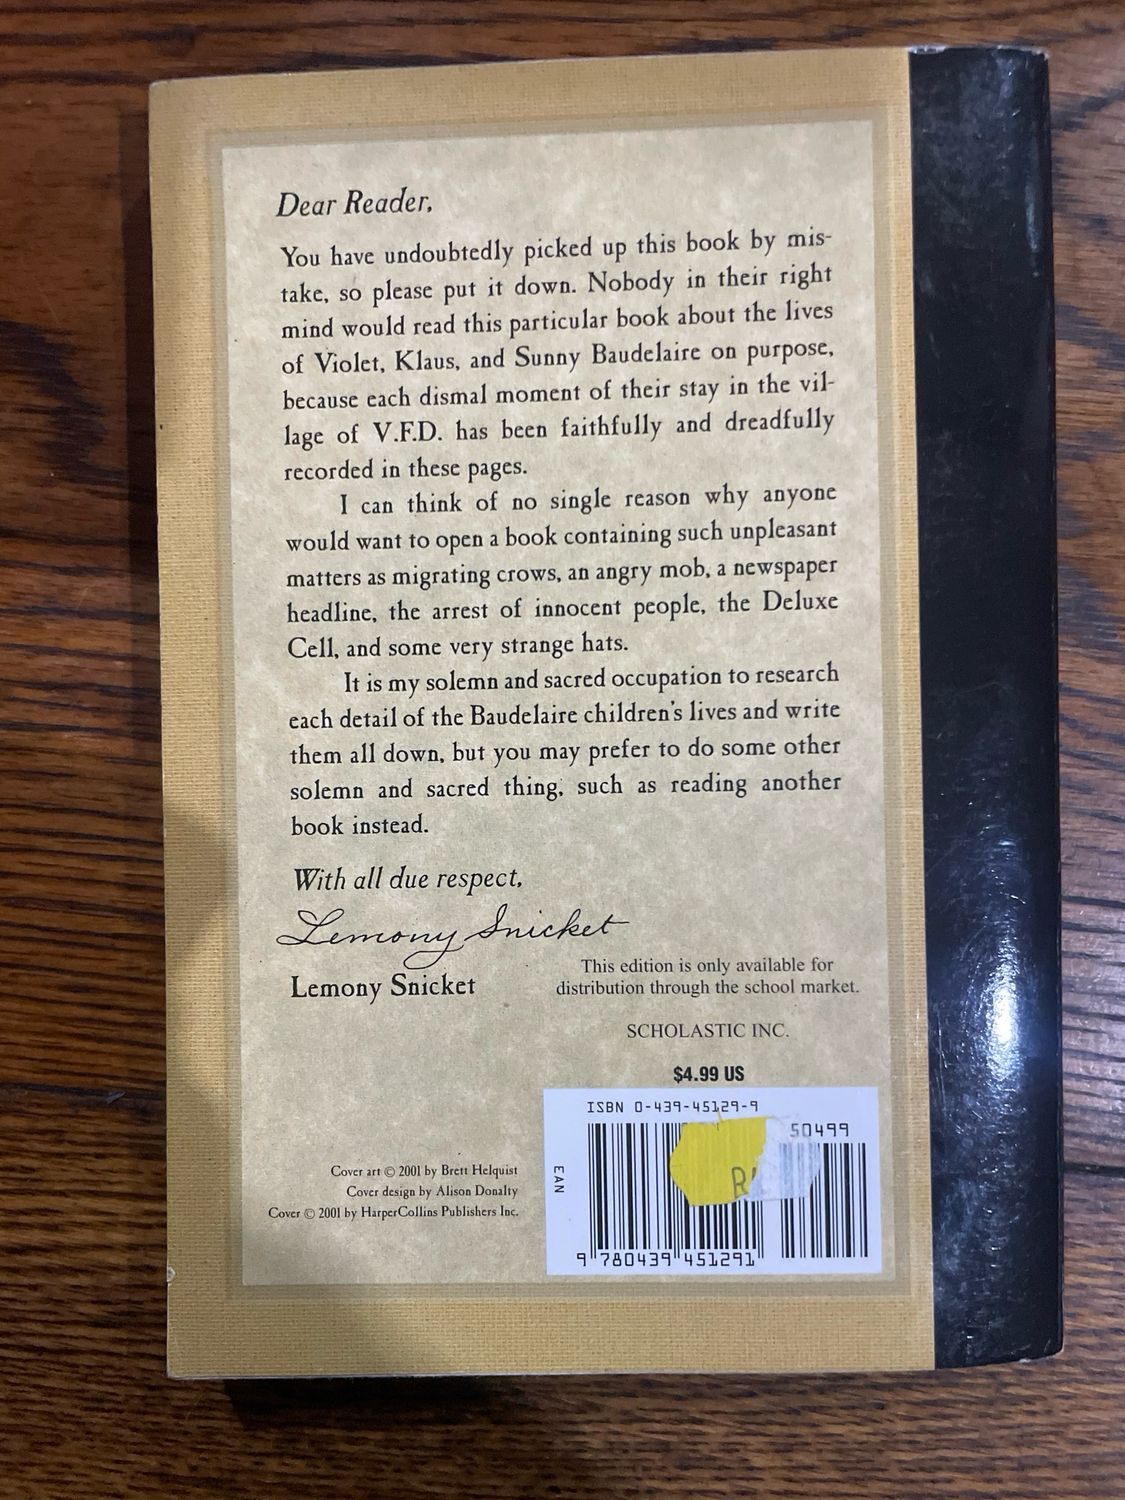 Dear Reader,
You have undoubtedly picked up this book by mis-
take, so please put it down. Nobody in their right
mind would read this particular book about the lives
of Violet, Klaus, and Sunny Baudelaire on purpose,
because each dismal moment of their stay in the vil-
lage of V.F.D. has been faithfully and dreadfully
recorded in these pages.
I can think of no single reason why anyone
would want to open a book containing such unpleasant
matters as migrating crows, an angry mob, a newspaper
headline, the arrest of innocent people, the Deluxe
Cell, and some very strange hats.
It is my solemn and sacred occupation to research
each detail of the Baudelaire children's lives and write
them all down, but you may prefer to do some other
solemn and sacred thing, such as reading another
book instead.
With all due respect,
Lemony Snicket
Lemony Snicket
This edition is only available for
distribution through the school market.
SCHOLASTIC INC.
$4.99 US
ISBN 0-439-45129-9
50499
EAN
9 780439 451291
Cover art © 2001 by Brett Helquist
Cover design by Alison Donalty
Cover © 2001 by HarperCollins Publishers Inc.